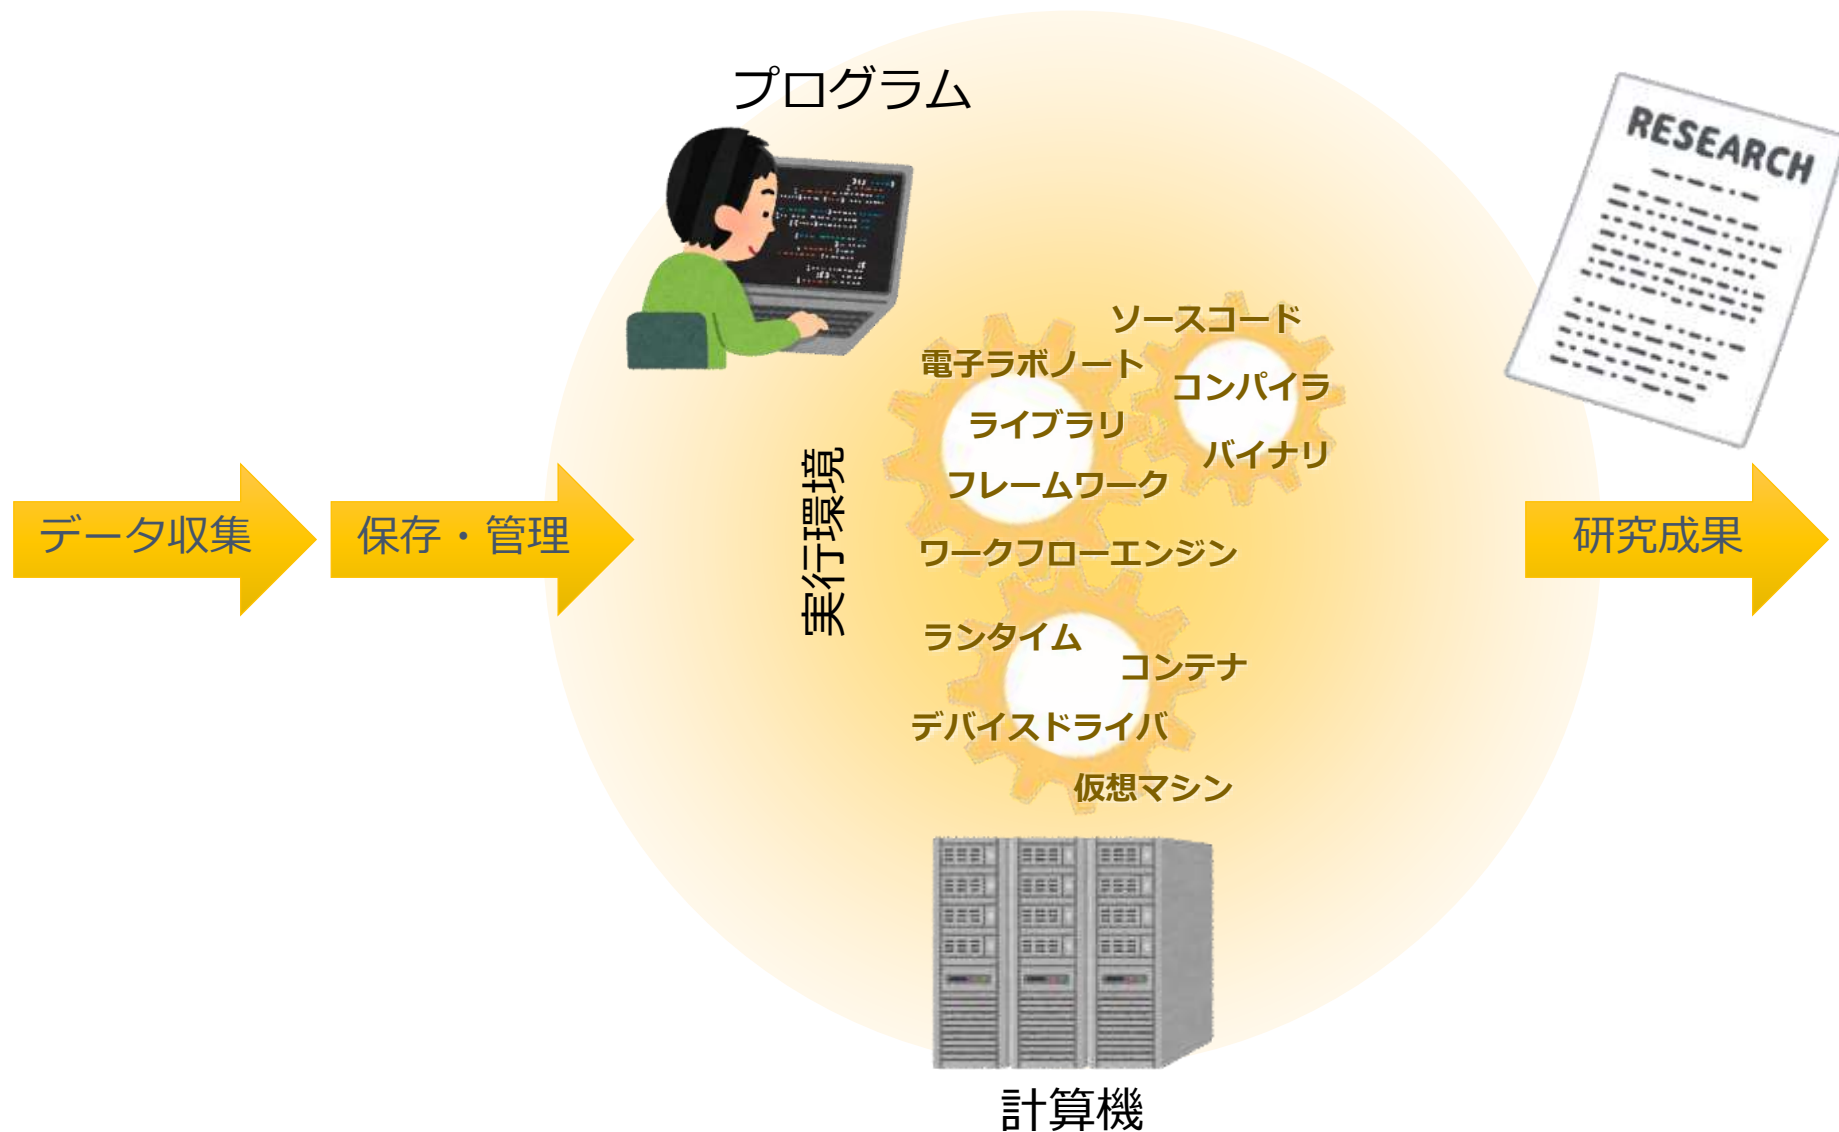 プログラム
RESEARCH
ソースコード
電子ラボノート
コンパイラ
ライブラリ
バイナリ
フレームワーク
実行環境
データ収集
保存・管理
研究成果
ワークフローエンジン
ランタイム
コンテナ
デバイスドライバ
仮想マシン
計算機